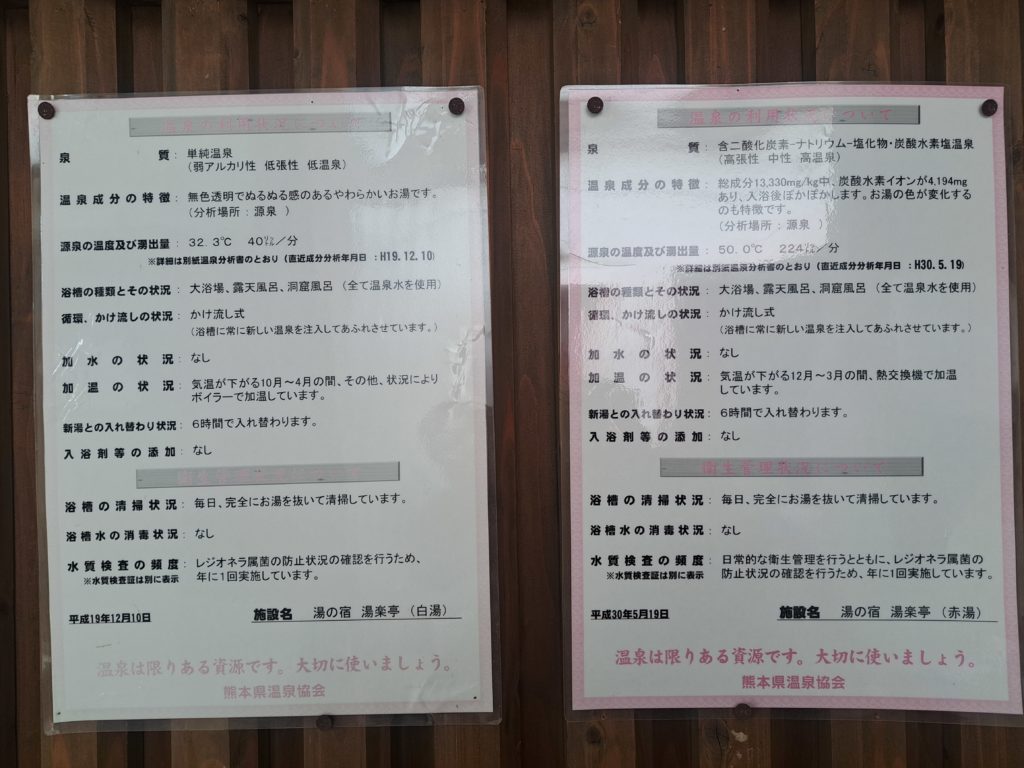 温泉の利用状況について
泉質： 単純温泉
（弱アルカリ性 低張性 低温泉）
温泉成分の特徴： 無色透明でぬるぬる感のあるやわらかいお湯です。
（分析場所：源泉 ）
源泉の温度及び湧出量： 32.3℃ 40㍑／分
※詳細は別紙温泉分析書のとおり（直近成分分析年月日 ：H19.12.10）
浴槽の種類とその状況： 大浴場、露天風呂、洞窟風呂 （全て温泉水を使用）
循環、かけ流しの状況： かけ流し式
（浴槽に常に新しい温泉を注入してあふれさせています。）
加水の状況： なし
加温の状況： 気温が下がる10月～4月の間、その他、状況により
ボイラーで加温しています。
新湯との入れ替わり状況： 6時間で入れ替わります。
入浴剤等の添加： なし
衛生管理状況について
浴槽の清掃状況： 毎日、完全にお湯を抜いて清掃しています。
浴槽水の消毒状況： なし
水質検査の頻度： レジオネラ属菌の防止状況の確認を行うため、
※水質検査証は別に表示 年に1回実施しています。
平成19年12月10日 施設名 湯の宿 湯楽亭 （白湯）
温泉は限りある資源です。大切に使いましょう。
熊本県温泉協会
温泉の利用状況について
泉質： 含二酸化炭素-ナトリウム-塩化物・炭酸水素塩温泉
（高張性 中性 高温泉）
温泉成分の特徴： 総成分13,330mg/kg中、炭酸水素イオンが4,194mg
あり、入浴後ぽかぽかします。お湯の色が変化する
のも特徴です。
（分析場所：源泉 ）
源泉の温度及び湧出量： 50.0℃ 224㍑／分
※詳細は別紙温泉分析書のとおり（直近成分分析年月日 ：H30.5.19）
浴槽の種類とその状況： 大浴場、露天風呂、洞窟風呂 （全て温泉水を使用）
循環、かけ流しの状況： かけ流し式
（浴槽に常に新しい温泉を注入してあふれさせています。）
加水の状況： なし
加温の状況： 気温が下がる12月～3月の間、熱交換機で加温
しています。
新湯との入れ替わり状況： 6時間で入れ替わります。
入浴剤等の添加： なし
衛生管理状況について
浴槽の清掃状況： 毎日、完全にお湯を抜いて清掃しています。
浴槽水の消毒状況： なし
水質検査の頻度： 日常的な衛生管理を行うとともに、レジオネラ属菌の
※水質検査証は別に表示 防止状況の確認を行うため、年に1回実施しています。
平成30年5月19日 施設名 湯の宿 湯楽亭 （赤湯）
温泉は限りある資源です。大切に使いましょう。
熊本県温泉協会